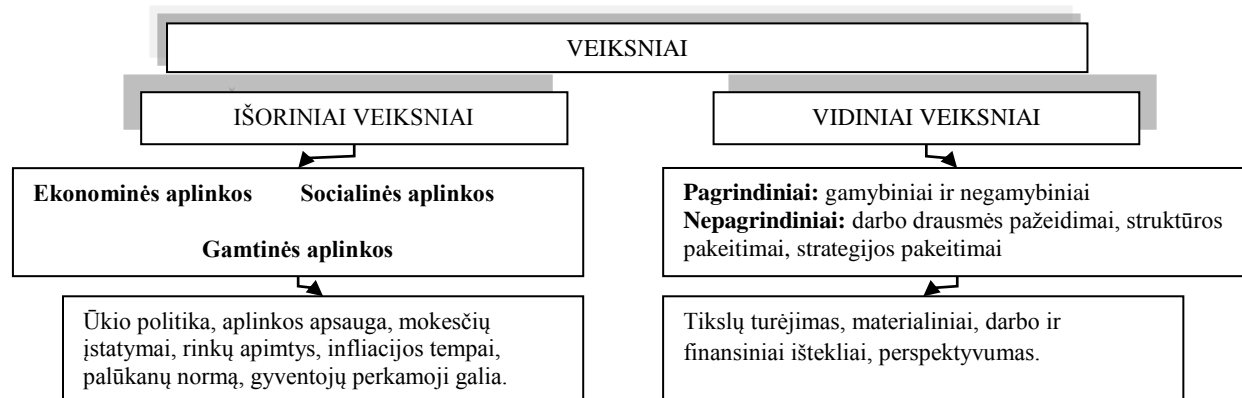 VEIKSNIAI
IŠORINIAI VEIKSNIAI
VIDINIAI VEIKSNIAI
Ekonominės aplinkos Socialinės aplinkos
Gamtinės aplinkos
Pagrindiniai: gamybiniai ir negamybiniai
Nepagrindiniai: darbo drausmės pažeidimai, struktūros
pakeitimai, strategijos pakeitimai
Ūkio politika, aplinkos apsauga, mokesčių
įstatymai, rinkų apimtys, infliacijos tempai,
palūkanų normą, gyventojų perkamoji galia.
Tikslų turėjimas, materialiniai, darbo ir
finansiniai ištekliai, perspektyvumas.